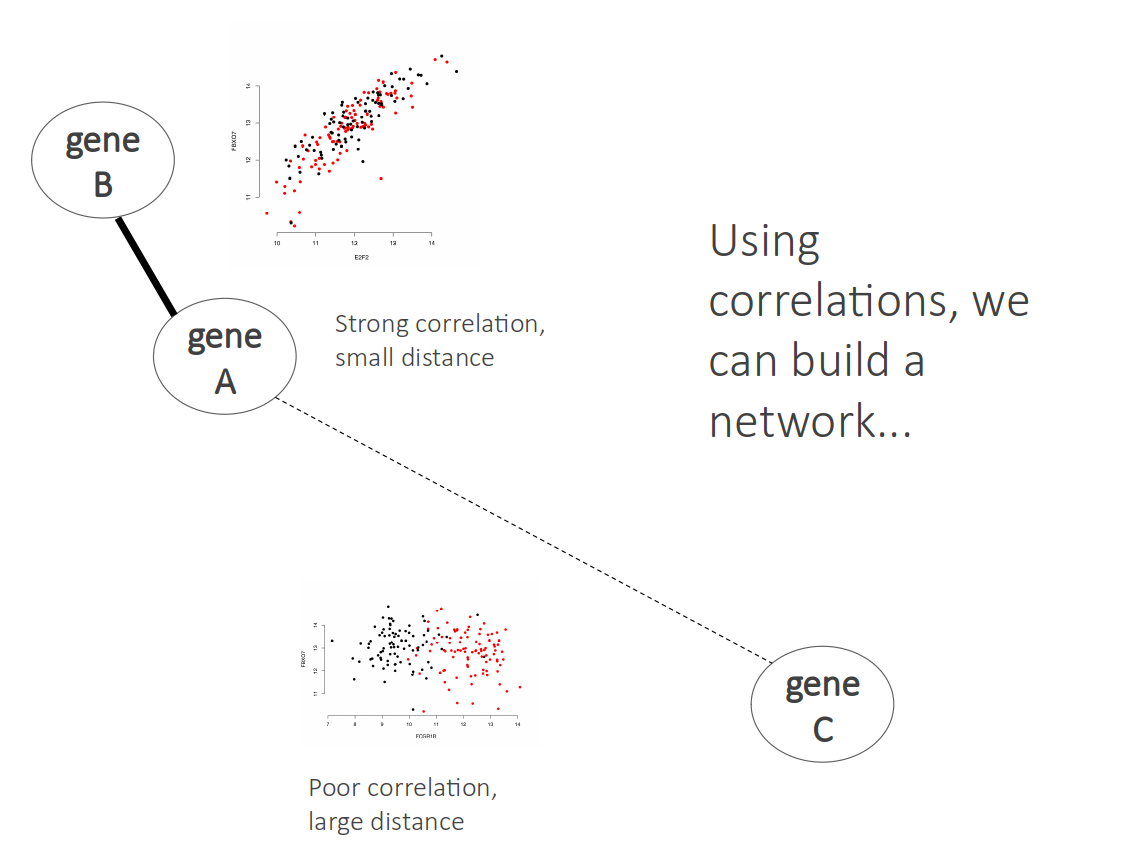 gene
B
14
13
12
11
FBXO7
10
11
12
13
14
E2F2
Using
correlations, we
can build a
network...
gene
A
Strong correlation,
small distance
14
13
12
11
FBXO7
7
8
9
10
11
12
13
14
FCGR1B
gene
C
Poor correlation,
large distance